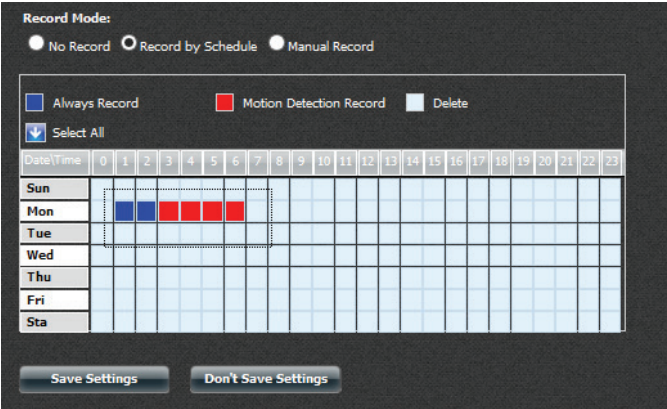 Record Mode:
No Record Record by Schedule Manual Record
Always Record Motion Detection Record Delete
Select All
Date\Time 0 1 2 3 4 5 6 7 8 9 10 11 12 13 14 15 16 17 18 19 20 21 22 23
Sun
Mon
Tue
Wed
Thu
Fri
Sta
Save Settings Don't Save Settings